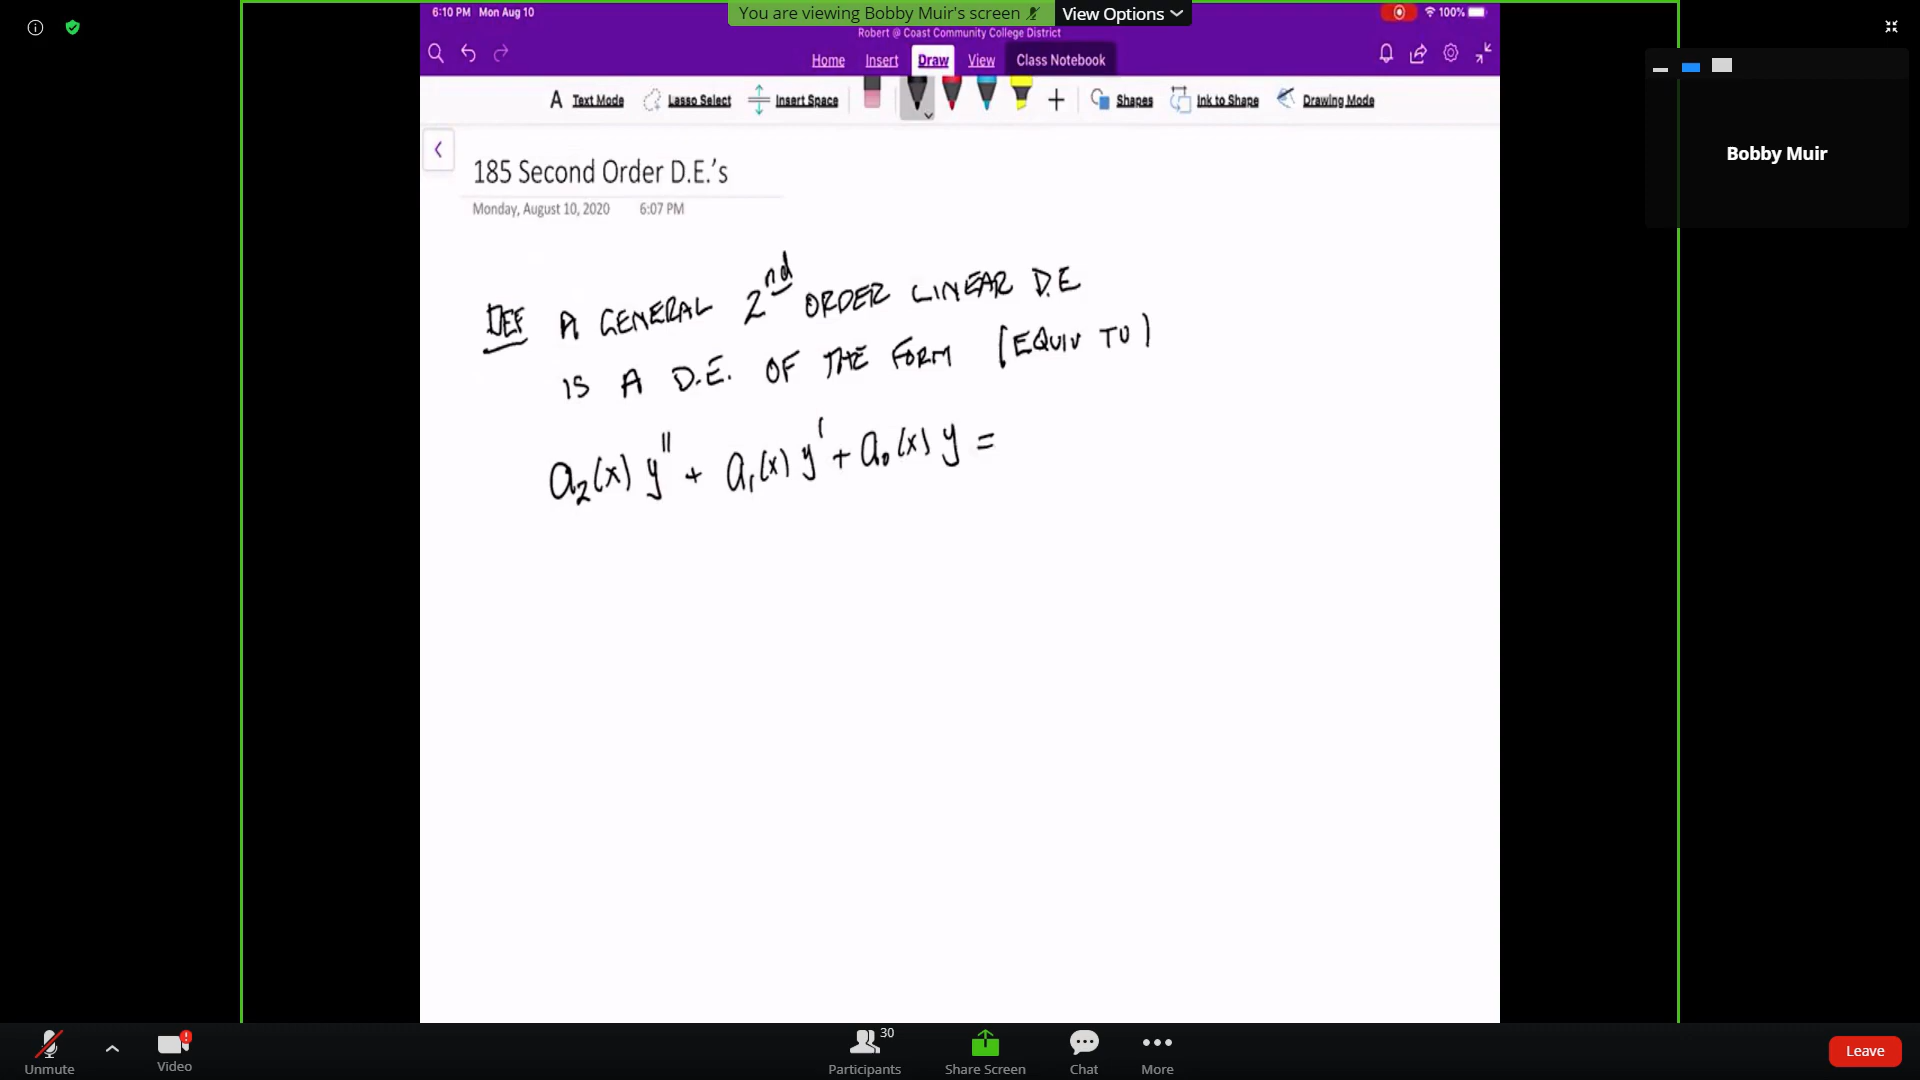 6:10 PM Mon Aug 10
You are viewing Bobby Muir's screen
View Options
100%
Robert @ Coast Community College District
Home Insert Draw View Class Notebook
A Text Mode Lasso Select Insert Space Shapes Ink to Shape Drawing Mode
Bobby Muir
185 Second Order D.E.'s
Monday, August 10, 2020 6:07 PM
DEF A GENERAL 2nd ORDER LINEAR D.E
IS A D.E. OF THE FORM (EQUIV TO)
a₂(x) y" + a₁(x) y' + a₀(x) y =
Unmute
Video
Participants
30
Share Screen
Chat
More
Leave